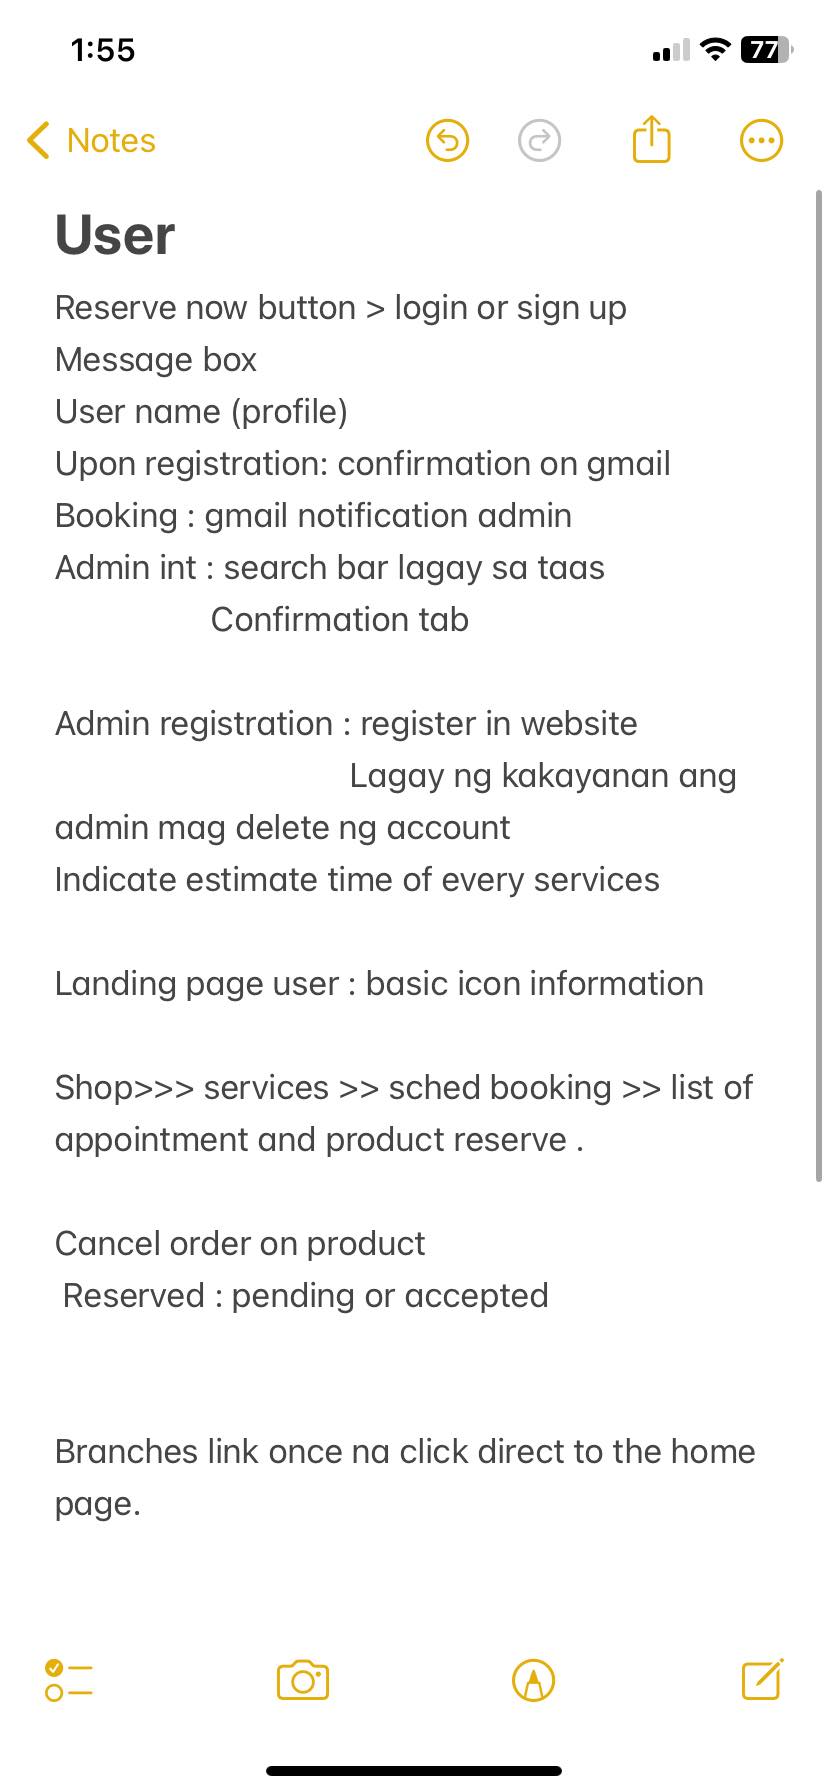 1:55
77
Notes
User
Reserve now button > login or sign up
Message box
User name (profile)
Upon registration: confirmation on gmail
Booking : gmail notification admin
Admin int : search bar lagay sa taas
Confirmation tab
Admin registration : register in website
Lagay ng kakayanan ang
admin mag delete ng account
Indicate estimate time of every services
Landing page user : basic icon information
Shop>>> services >> sched booking >> list of
appointment and product reserve .
Cancel order on product
Reserved : pending or accepted
Branches link once na click direct to the home
page.